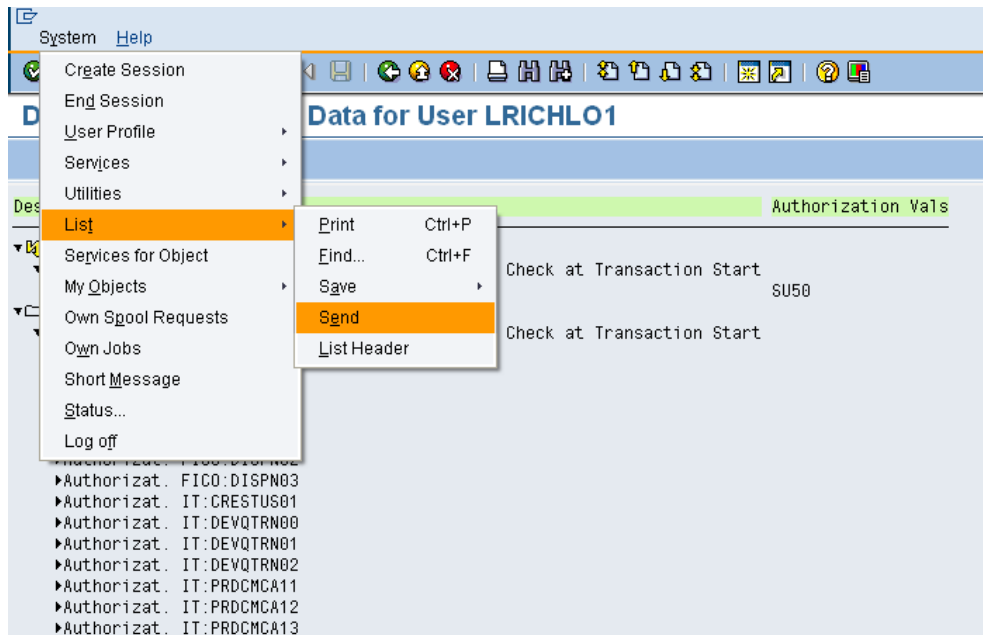 System Help
Create Session
End Session
Data for User LRICHLO1
User Profile
Services
Utilities
Des
Authorization Vals
List
Print Ctrl+P
Find... Ctrl+F
Services for Object
Check at Transaction Start
My Objects
Save
SU50
Own Spool Requests
Send
Check at Transaction Start
Own Jobs
List Header
Short Message
Status...
Log off
▸Authorizat. FICO:DISPN03
▸Authorizat. IT:CRESTUS01
▸Authorizat. IT:DEVQTRN00
▸Authorizat. IT:DEVQTRN01
▸Authorizat. IT:DEVQTRN02
▸Authorizat. IT:PRDCMCA11
▸Authorizat. IT:PRDCMCA12
▸Authorizat. IT:PRDCMCA13